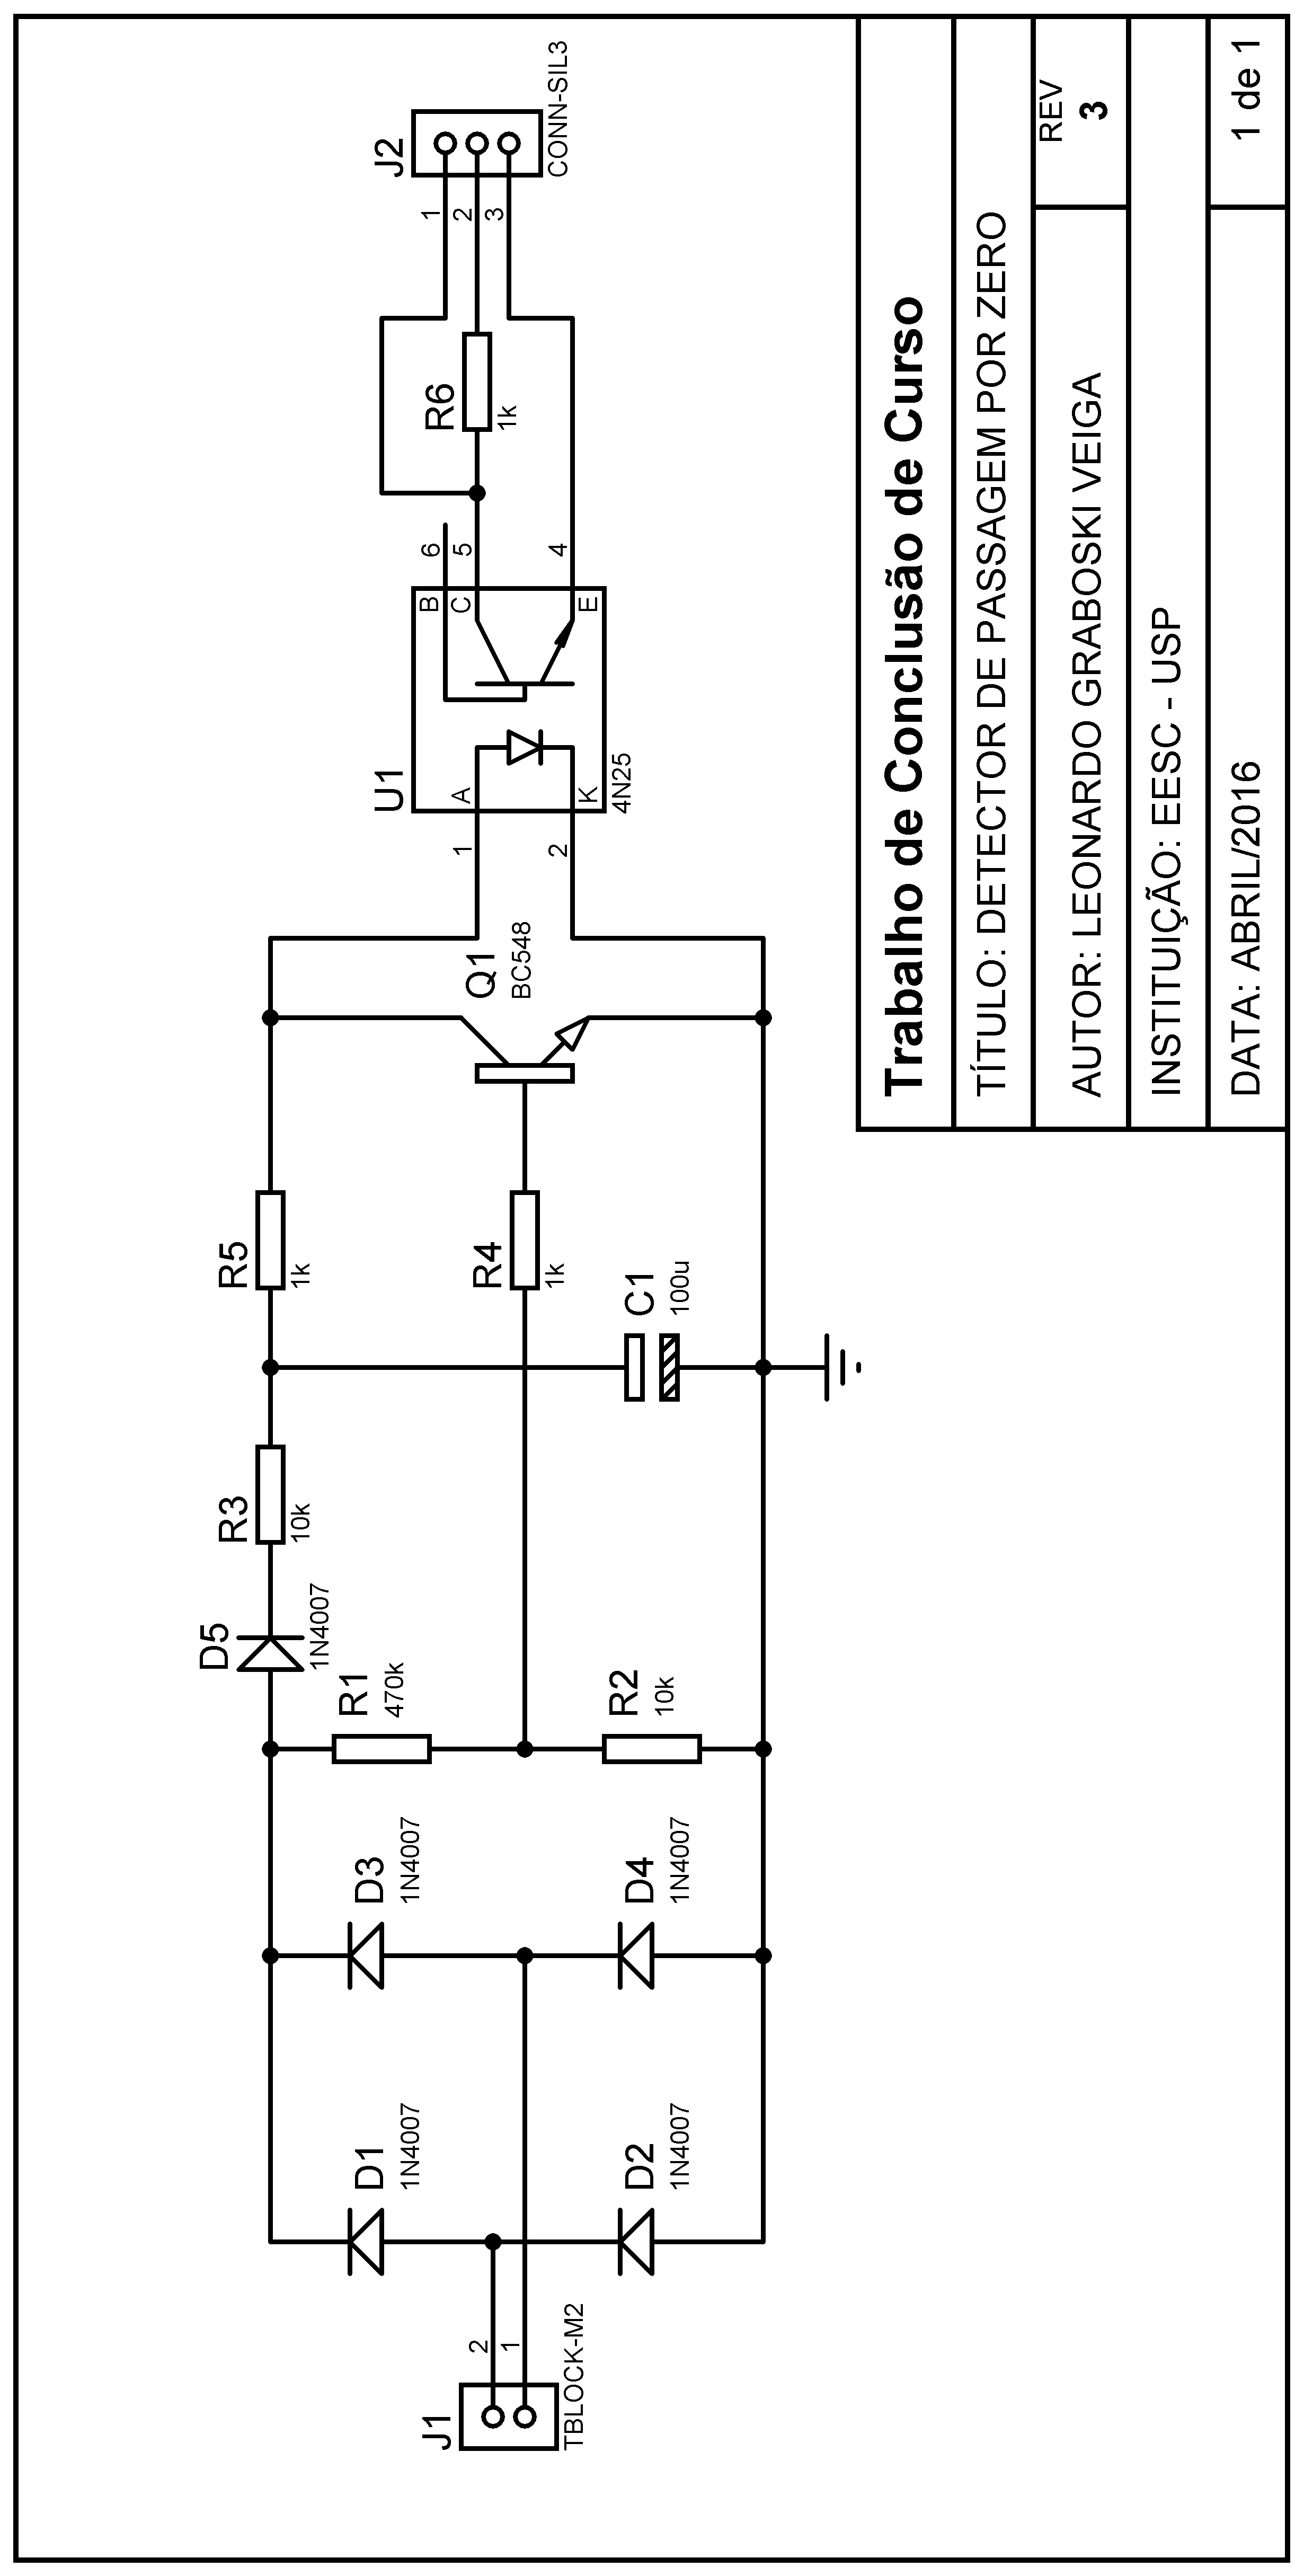 J1
TBLOCK-M2
2
1
D1
1N4007
D2
1N4007
D3
1N4007
D4
1N4007
R1
470k
R2
10k
D5
1N4007
R3
10k
C1
100u
R5
1k
R4
1k
Q1
BC548
U1
4N25
1
2
A
K
B
C
E
6
5
4
R6
1k
J2
CONN-SIL3
1
2
3
Trabalho de Conclusão de Curso
TÍTULO: DETECTOR DE PASSAGEM POR ZERO
AUTOR: LEONARDO GRABOSKI VEIGA
REV
3
INSTITUIÇÃO: EESC - USP
DATA: ABRIL/2016
1 de 1